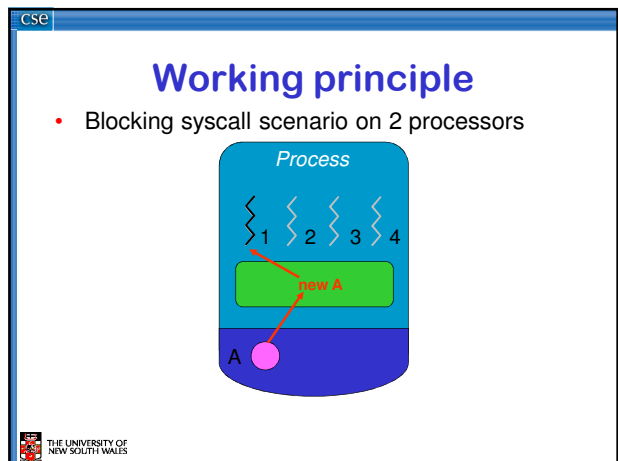 cse
Working principle
• Blocking syscall scenario on 2 processors
Process
1 2 3 4
new A
A
THE UNIVERSITY OF
NEW SOUTH WALES